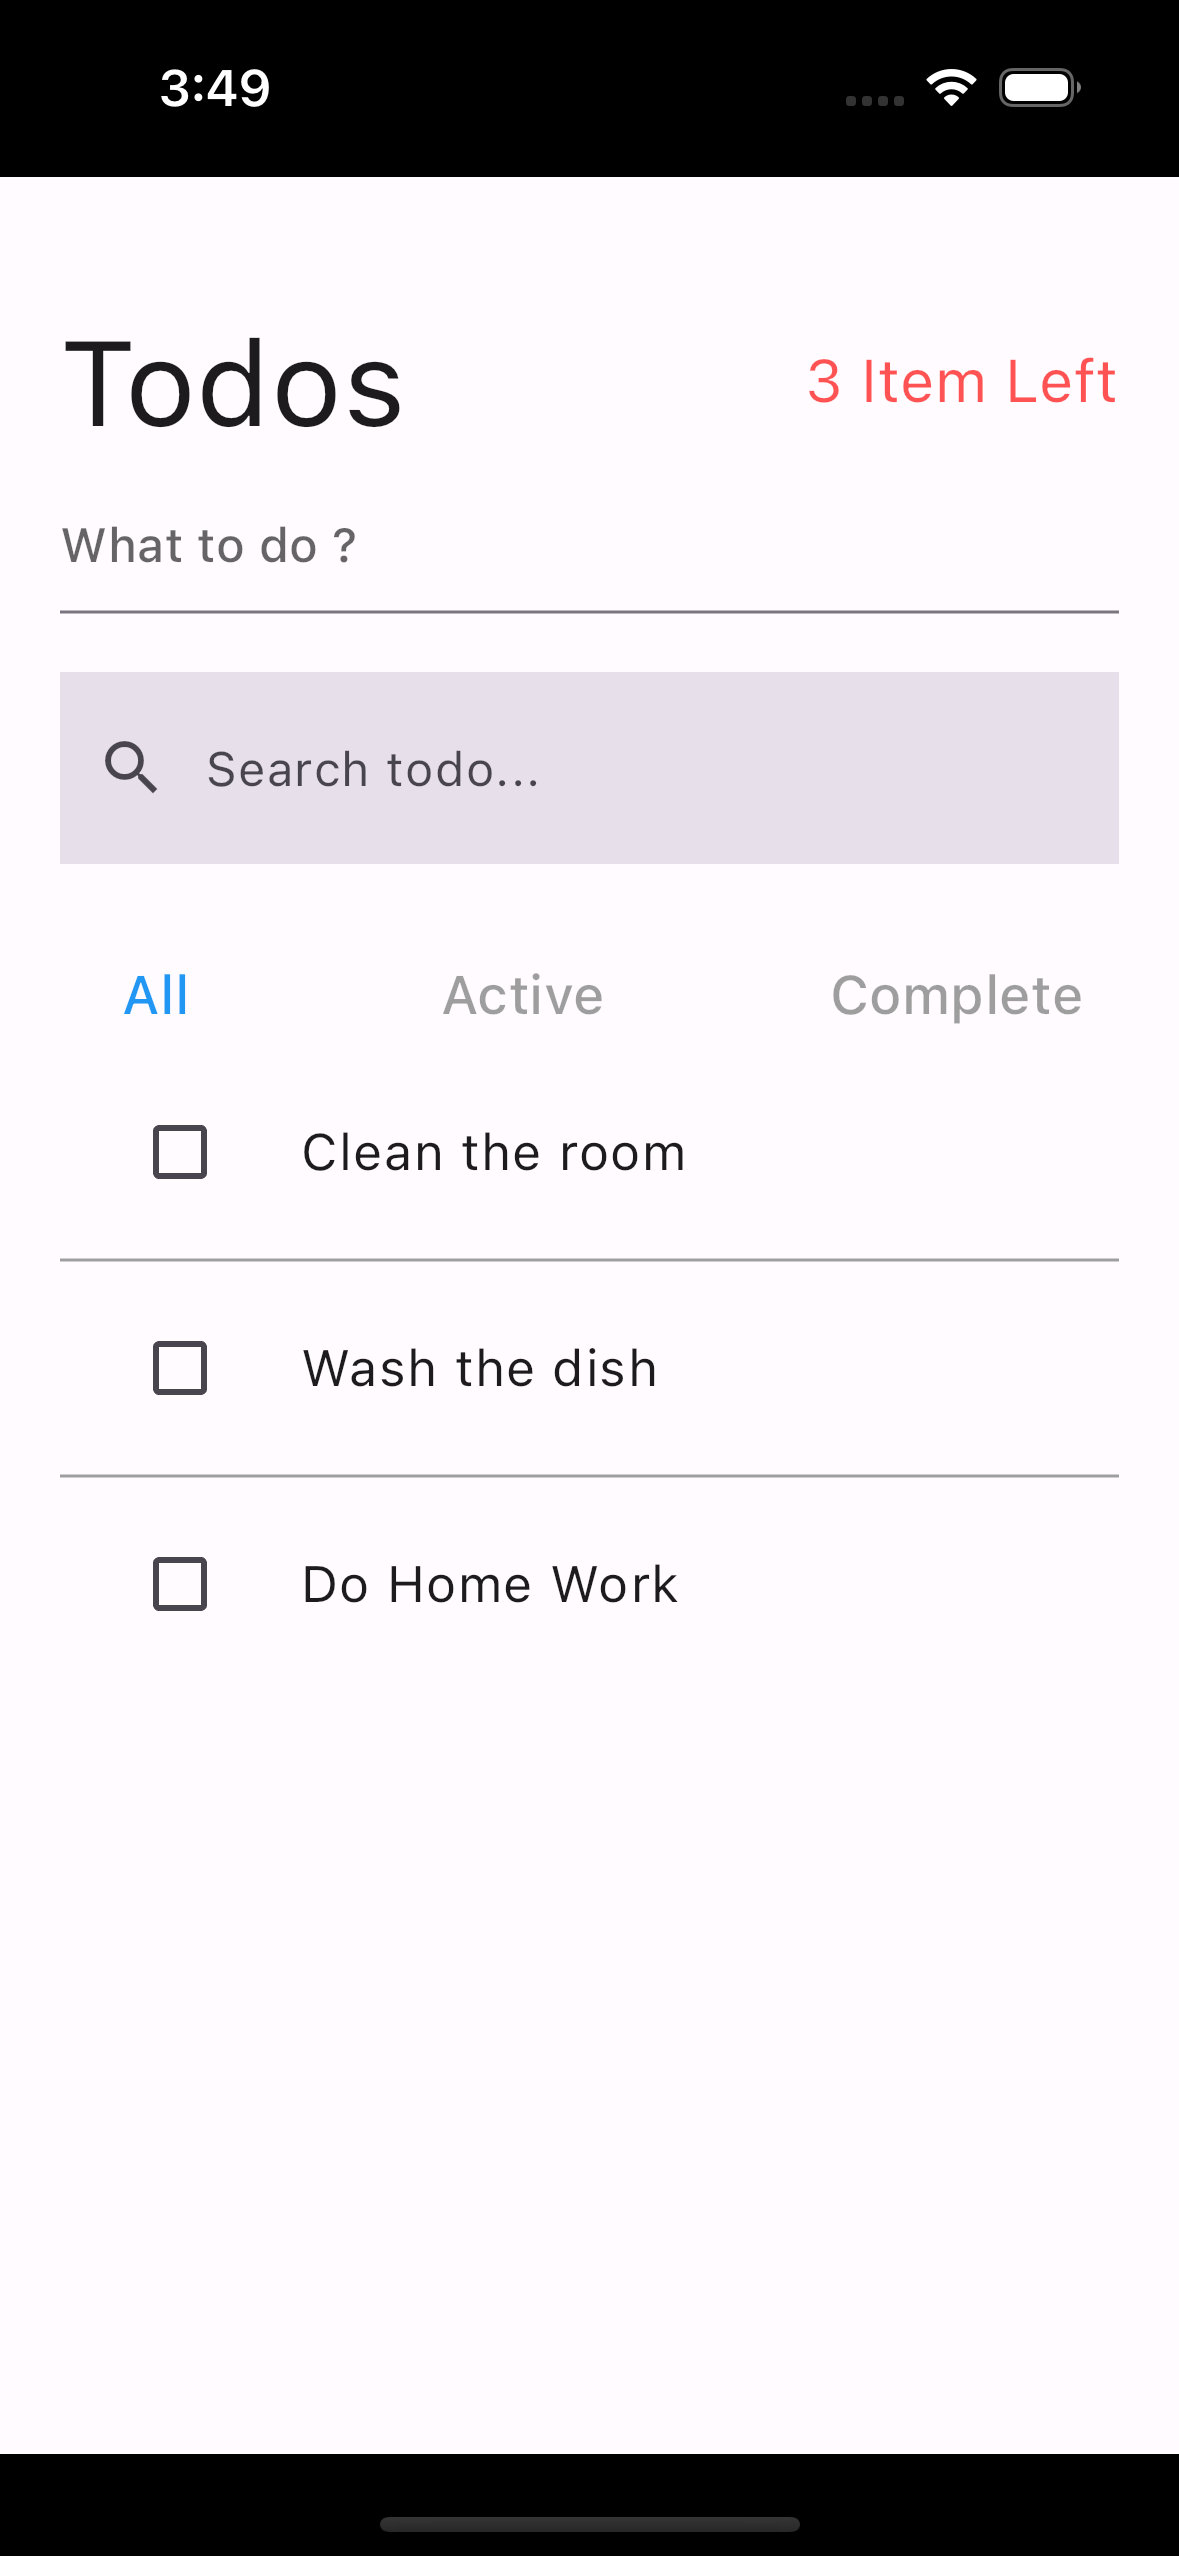 3:49
Todos
3 Item Left
What to do ?
Search todo...
All Active Complete
Clean the room
Wash the dish
Do Home Work